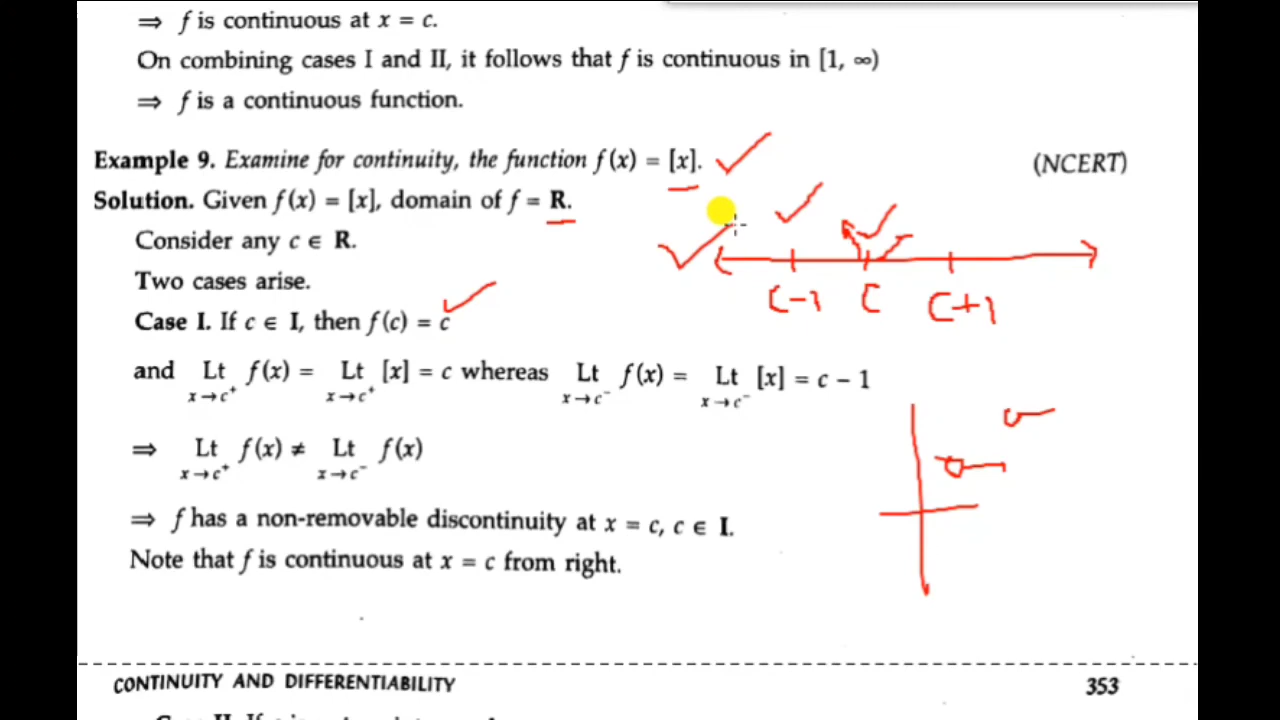 ⇒ f is continuous at x = c.
On combining cases I and II, it follows that f is continuous in [1, ∞)
⇒ f is a continuous function.
Example 9. Examine for continuity, the function f(x) = [x]. (NCERT)
Solution. Given f(x) = [x], domain of f = R.
Consider any c ∈ R.
Two cases arise.
C-1 C C+1
Case I. If c ∈ I, then f(c) = c
and Lt x→c⁺ f(x) = Lt x→c⁺ [x] = c whereas Lt x→c⁻ f(x) = Lt x→c⁻ [x] = c – 1
⇒ Lt x→c⁺ f(x) ≠ Lt x→c⁻ f(x)
⇒ f has a non-removable discontinuity at x = c, c ∈ I.
Note that f is continuous at x = c from right.
CONTINUITY AND DIFFERENTIABILITY 353